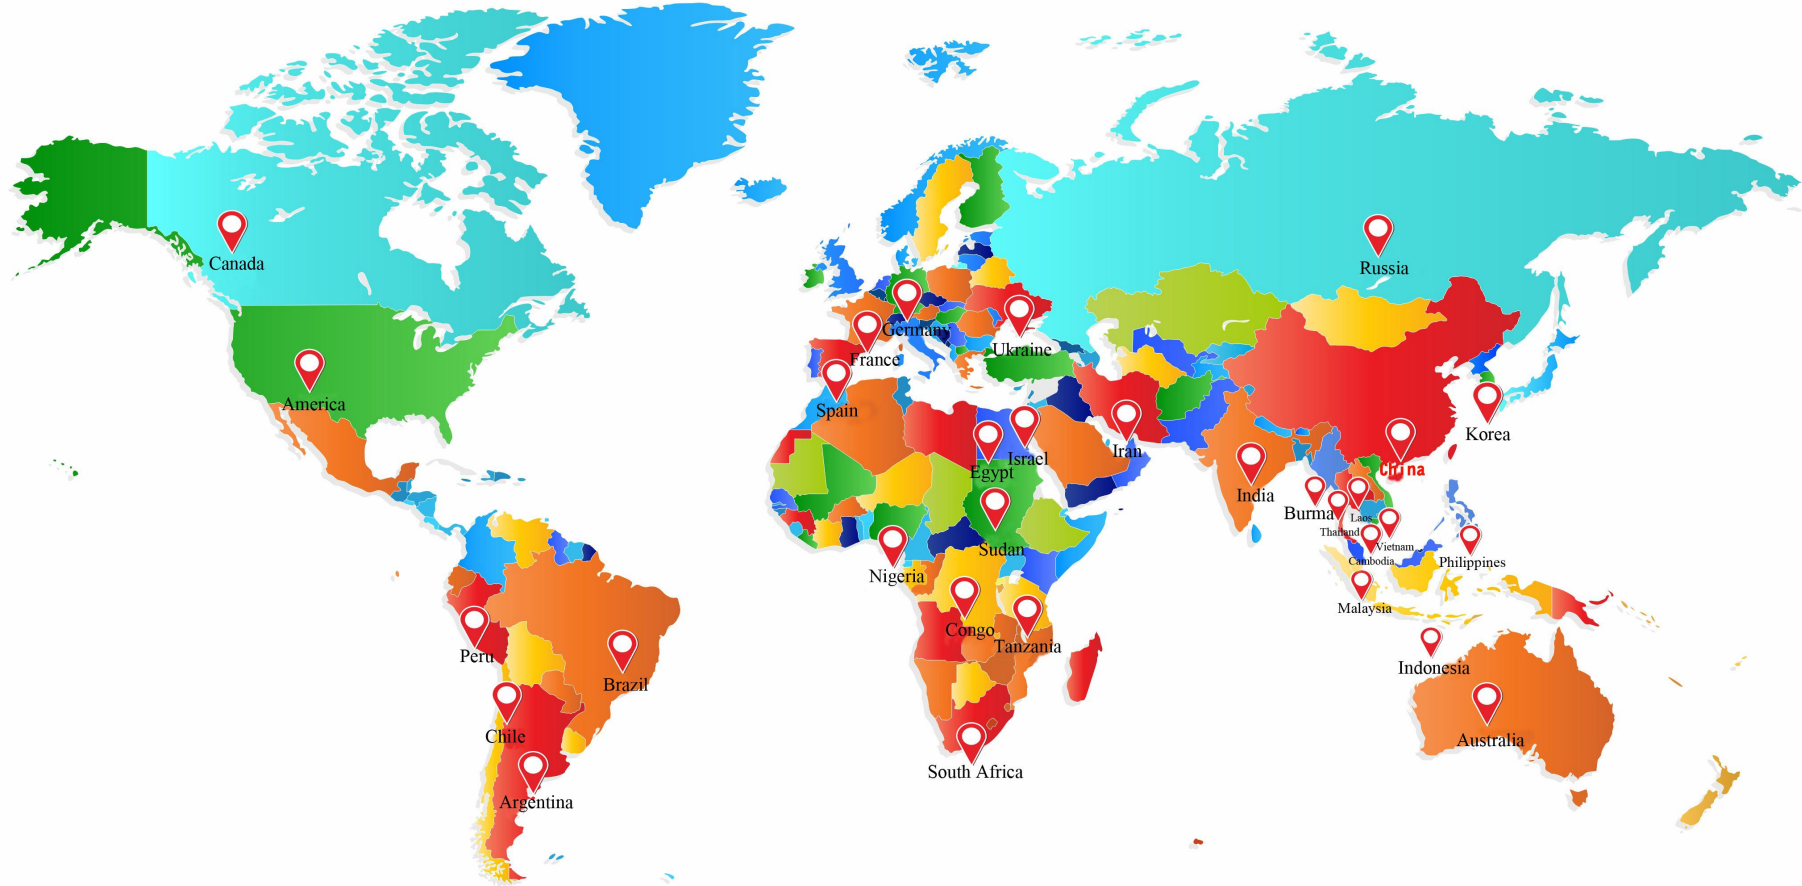 Canada
Russia
Germany
Ukraine
France
America
Spain
Korea
Israel
Iran
Egypt
China
India
Burma
Laos
Thailand
Vietnam
Sudan
Cambodia
Philippines
Nigeria
Malaysia
Congo
Tanzania
Peru
Indonesia
Brazil
Chile
Australia
South Africa
Argentina